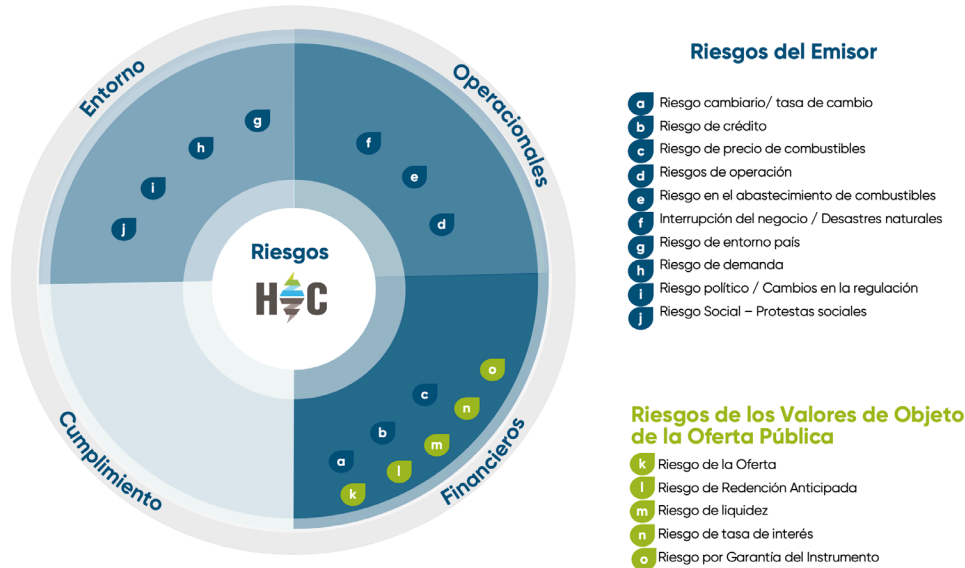 Entorno
Operacionales
g
h
i
j
f
e
d
Riesgos
H C
Cumplimiento
Financieros
o
c
n
b
m
a
l
k
Riesgos del Emisor
a Riesgo cambiario/ tasa de cambio
b Riesgo de crédito
c Riesgo de precio de combustibles
d Riesgos de operación
e Riesgo en el abastecimiento de combustibles
f Interrupción del negocio / Desastres naturales
g Riesgo de entorno país
h Riesgo de demanda
i Riesgo político / Cambios en la regulación
j Riesgo Social – Protestas sociales
Riesgos de los Valores de Objeto
de la Oferta Pública
k Riesgo de la Oferta
l Riesgo de Redención Anticipada
m Riesgo de liquidez
n Riesgo de tasa de interés
o Riesgo por Garantía del Instrumento